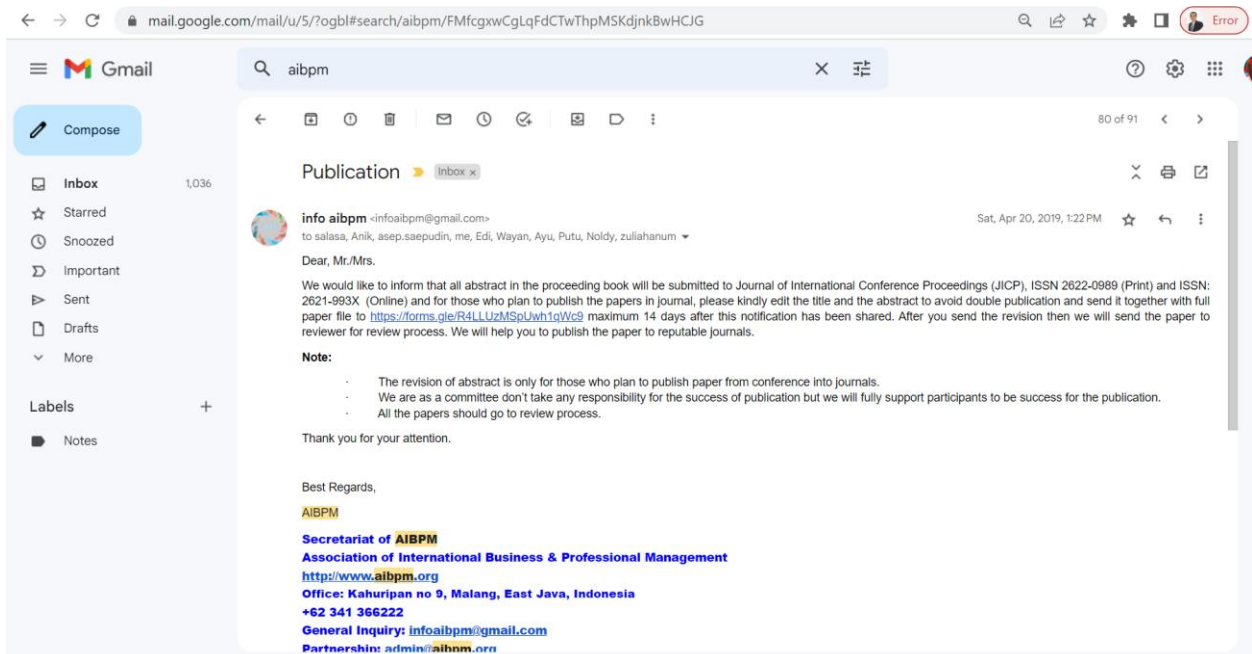 mail.google.com/mail/u/5/?ogbl#search/aibpm/FMfcgxwCgLqFdCTwThpMSKdjnkBwHCJG
Error
Gmail
aibpm
Compose
80 of 91
Inbox 1,036
Starred
Snoozed
Important
Sent
Drafts
More
Labels
Notes
Publication Inbox x
info aibpm <infoaibpm@gmail.com> Sat, Apr 20, 2019, 1:22 PM
to salasa, Anik, asep.saepudin, me, Edi, Wayan, Ayu, Putu, Noldy, zuliahanum
Dear, Mr./Mrs.
We would like to inform that all abstract in the proceeding book will be submitted to Journal of International Conference Proceedings (JICP), ISSN 2622-0989 (Print) and ISSN:
2621-993X (Online) and for those who plan to publish the papers in journal, please kindly edit the title and the abstract to avoid double publication and send it together with full
paper file to https://forms.gle/R4LLUzMSpUwh1qWc9 maximum 14 days after this notification has been shared. After you send the revision then we will send the paper to
reviewer for review process. We will help you to publish the paper to reputable journals.
Note:
· The revision of abstract is only for those who plan to publish paper from conference into journals.
· We are as a committee don't take any responsibility for the success of publication but we will fully support participants to be success for the publication.
· All the papers should go to review process.
Thank you for your attention.
Best Regards,
AIBPM
Secretariat of AIBPM
Association of International Business & Professional Management
http://www.aibpm.org
Office: Kahuripan no 9, Malang, East Java, Indonesia
+62 341 366222
General Inquiry: infoaibpm@gmail.com
Partnership: admin@aibpm.org